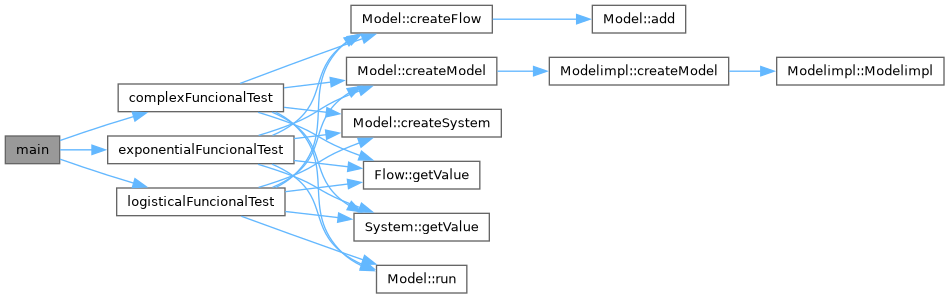 main
complexFuncionalTest
exponentialFuncionalTest
logisticalFuncionalTest
Model::createFlow
Model::add
Model::createModel
Modelimpl::createModel
Modelimpl::Modelimpl
Model::createSystem
Flow::getValue
System::getValue
Model::run